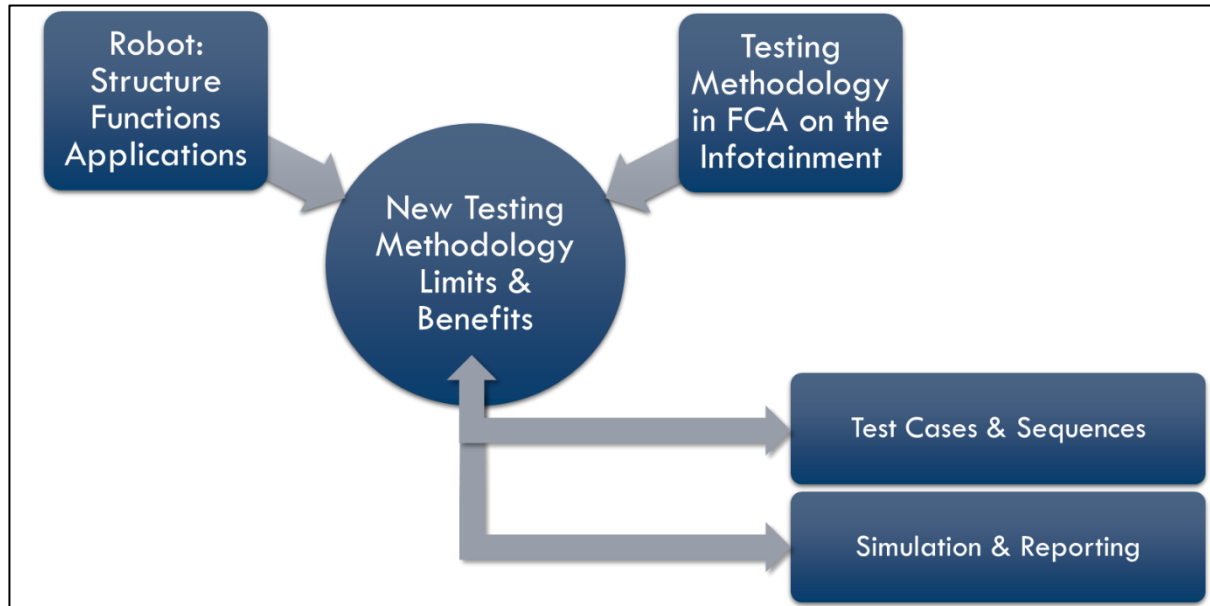 Robot:
Structure
Functions
Applications
Testing
Methodology
in FCA on the
Infotainment
New Testing
Methodology
Limits &
Benefits
Test Cases & Sequences
Simulation & Reporting